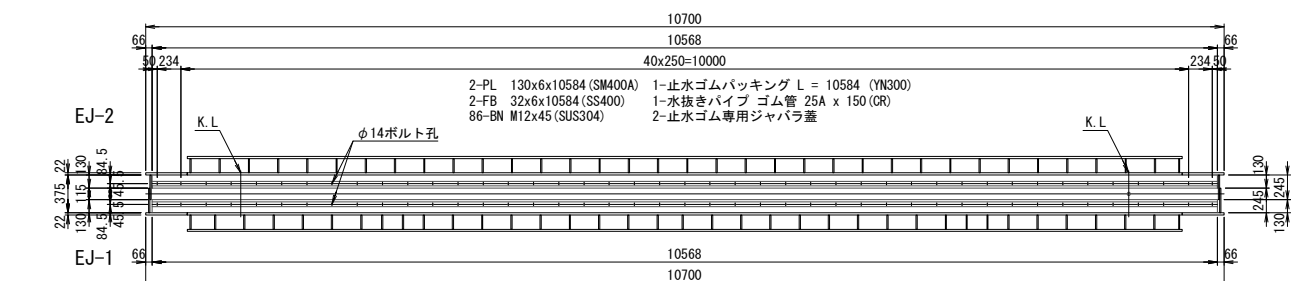 10700
66 10568 66
50 234 40x250=10000 234 50
2-PL 130x6x10584(SM400A) 1-止水ゴムパッキング L = 10584 (YN300)
2-FB 32x6x10584(SS400) 1-水抜きパイプ ゴム管 25A x 150(CR)
86-BN M12x45(SUS304) 2-止水ゴム専用ジャバラ蓋
EJ-2
K.L
φ14ボルト孔
K.L
22 130 84.5
375 115 45.5
22 130 84.5 45.5
130
245
245
130
EJ-1
66 10568 66
10700